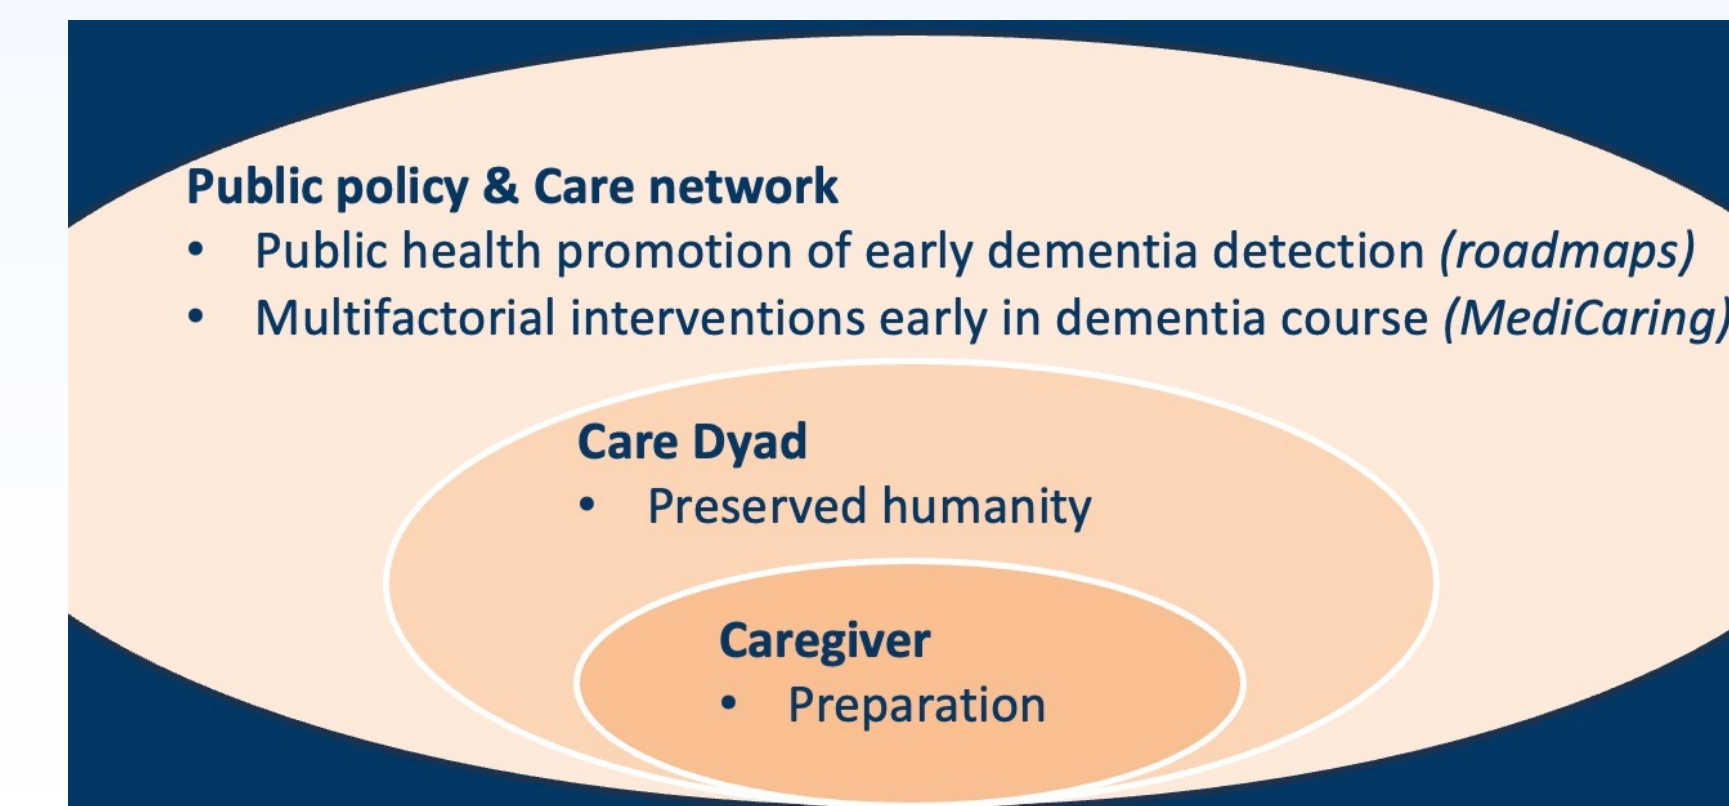 Public policy & Care network
• Public health promotion of early dementia detection (roadmaps)
• Multifactorial interventions early in dementia course (MediCaring)
Care Dyad
• Preserved humanity
Caregiver
• Preparation